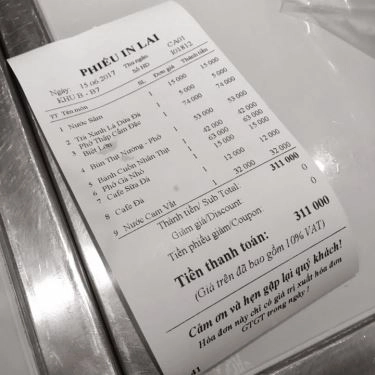 PHIẾU IN LẠI
Ngày: 15.06.2017 Thu ngân CA01
KHU B - B7 Số HD 101812
TT Tên món SL Đơn giá Thành tiền
1 Nước Sâm 1 15 000 15 000
2 Trà Xanh Lá Dứa Đá 1 5 000 5 000
3 Phở Thập Cẩm Đặc Biệt Lớn 1 74 000 74 000
4 Bún Thịt Nướng - Phở 1 53 000 53 000
5 Bánh Cuốn Nhân Thịt 1 42 000 42 000
6 Phở Gà Nhỏ 1 63 000 63 000
7 Cafe Sữa Đá 1 15 000 15 000
8 Cafe Đá 1 12 000 12 000
9 Nước Cam Vắt 1 32 000 32 000
Thành tiền/ Sub Total: 311 000
Giảm giá/Discount 0
Tiền phiếu giảm/Coupon: 0
Tiền thanh toán: 311 000
(Giá trên đã bao gồm 10% VAT)
Cảm ơn và hẹn gặp lại quý khách!
Hóa đơn này chỉ có giá trị xuất hóa đơn
GTGT trong ngày !
41